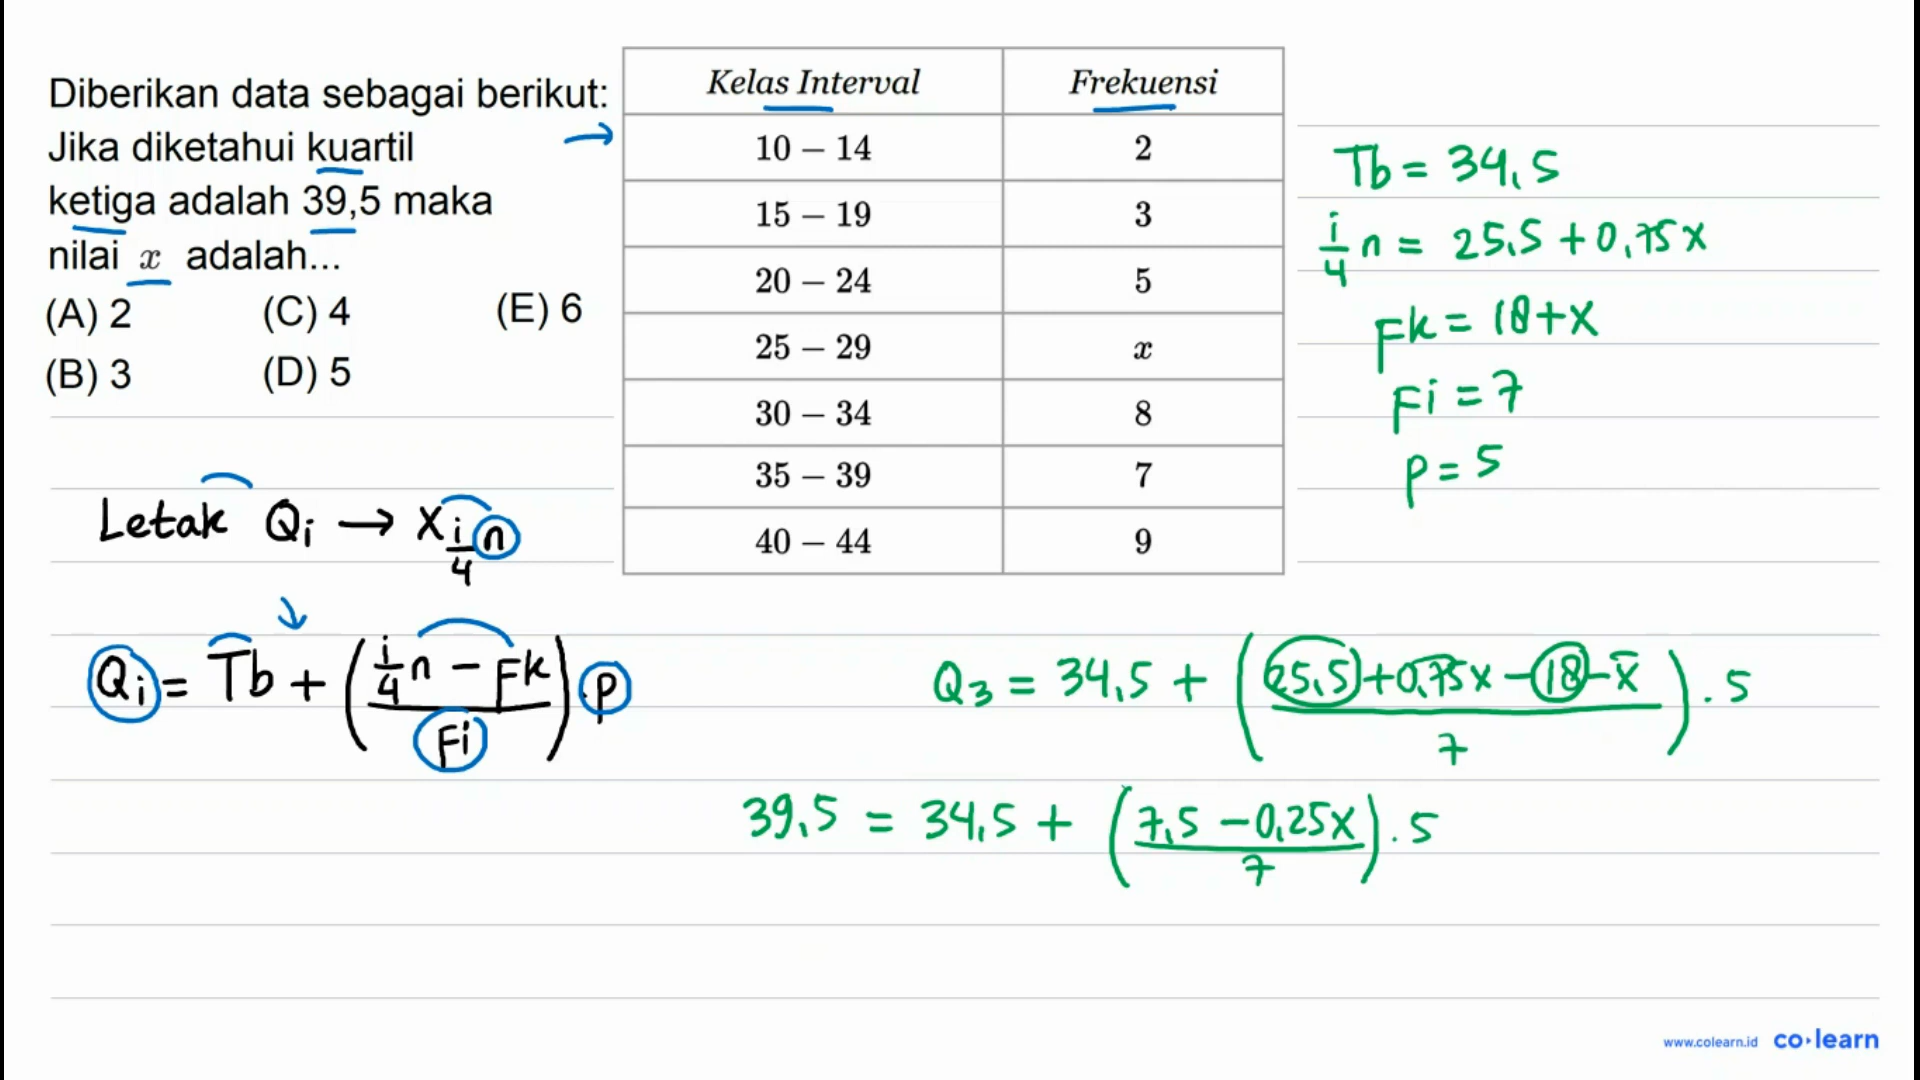 Diberikan data sebagai berikut:
Jika diketahui kuartil
ketiga adalah 39,5 maka
nilai x adalah...
(A) 2 (C) 4 (E) 6
(B) 3 (D) 5
Kelas Interval Frekuensi
10 – 14 2
15 – 19 3
20 – 24 5
25 – 29 x
30 – 34 8
35 – 39 7
40 – 44 9
Tb = 34,5
i/4 n = 25,5 + 0,75x
Fk = 18+x
Fi = 7
p = 5
Letak Qi → X i/4 n
Qi = Tb + ( (i/4 n − Fk) / Fi ) . p
Q3 = 34,5 + ( (25,5 + 0,75x − 18 − x) / 7 ) . 5
39,5 = 34,5 + ( (7,5 − 0,25x) / 7 ) . 5
www.colearn.id co·learn